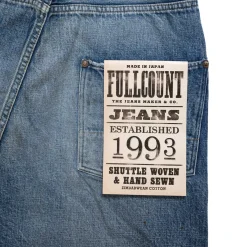 MADE IN JAPAN
FULLCOUNT
THE JEANS MAKER & CO.
JEANS
ESTABLISHED
1993
SHUTTLE WOVEN
& HAND SEWN
ZIMBABWEAN COTTON